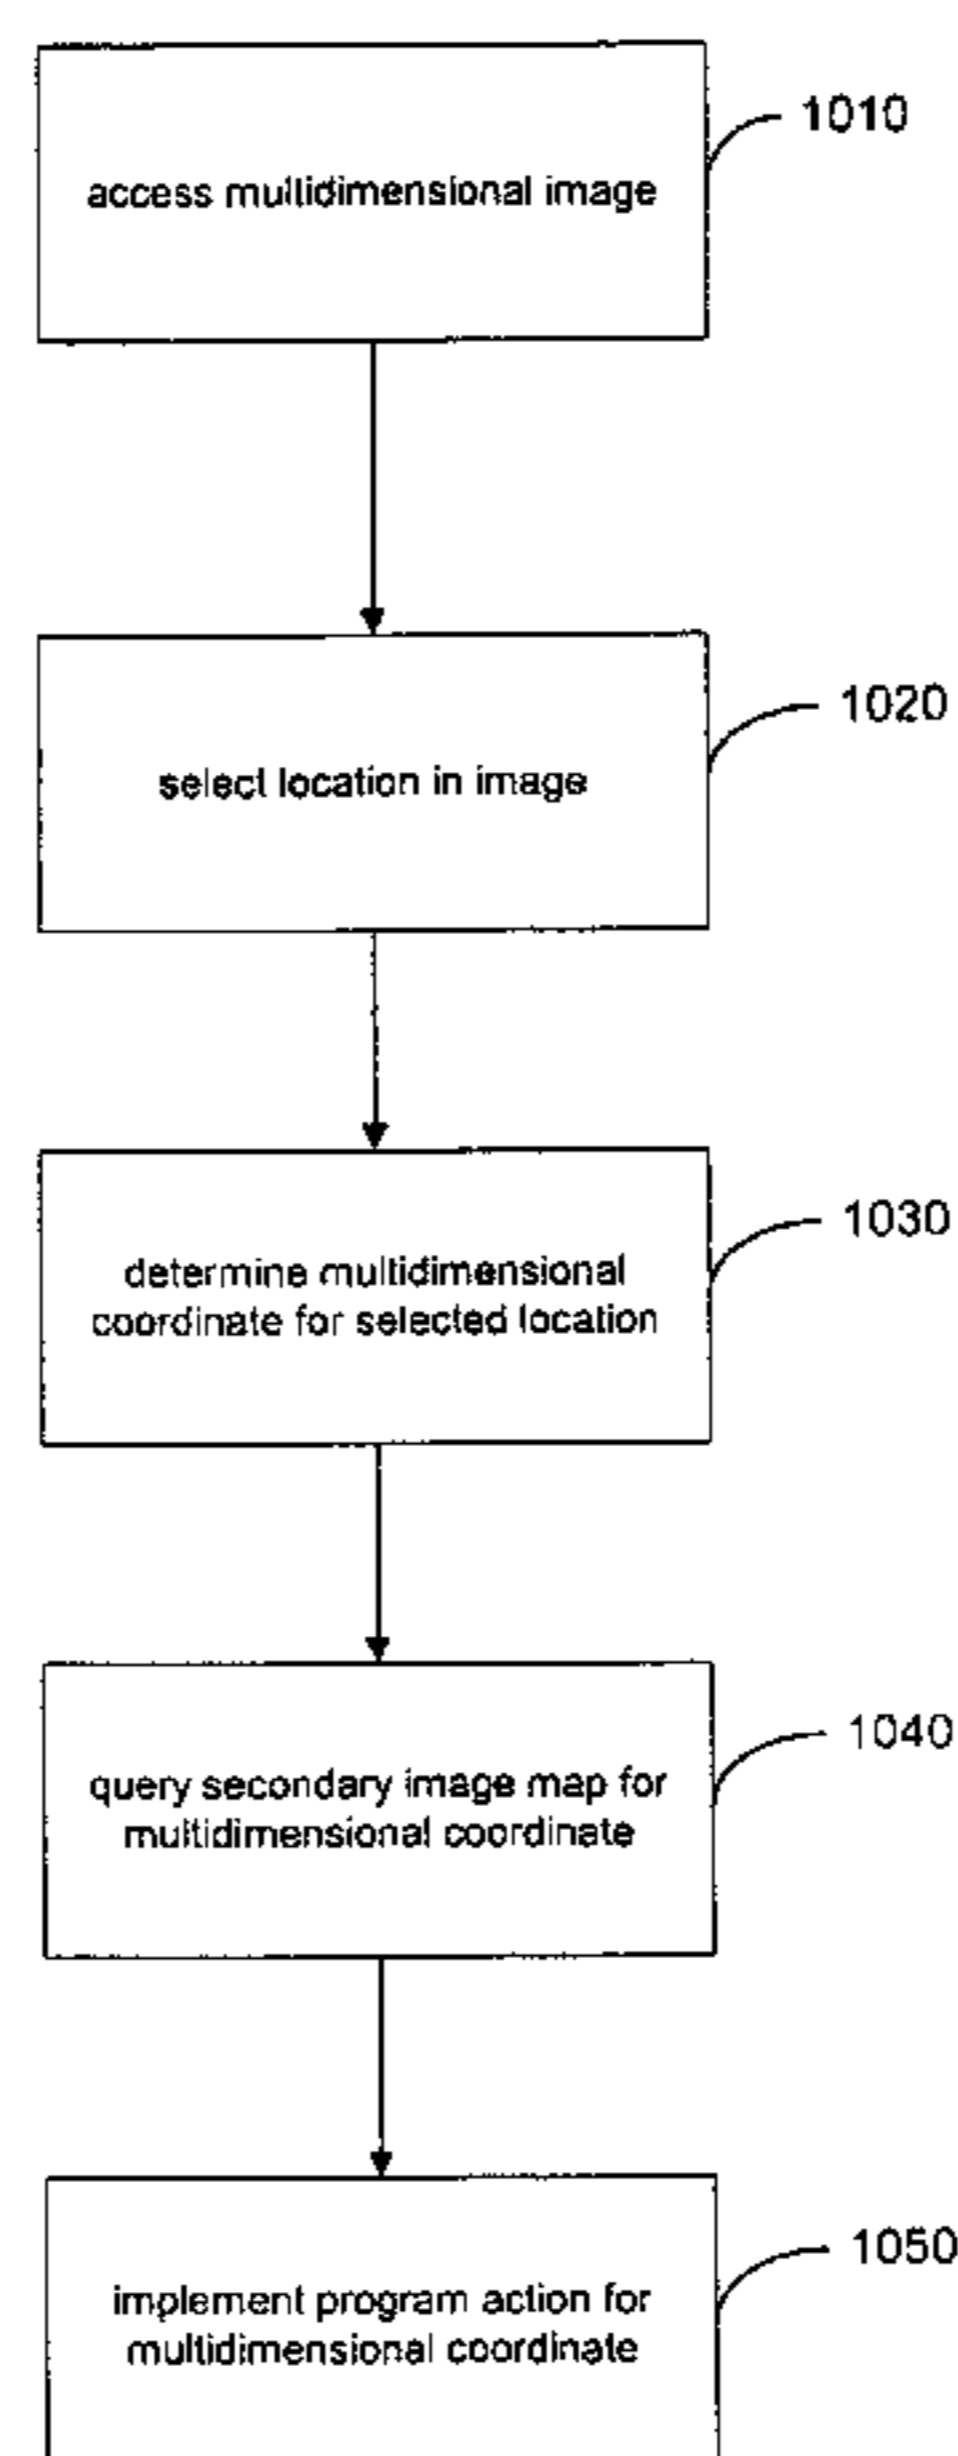 1010
access multidimensional image
1020
select location in image
1030
determine multidimensional
coordinate for selected location
1040
query secondary image map for
multidimensional coordinate
1050
implement program action for
multidimensional coordinate